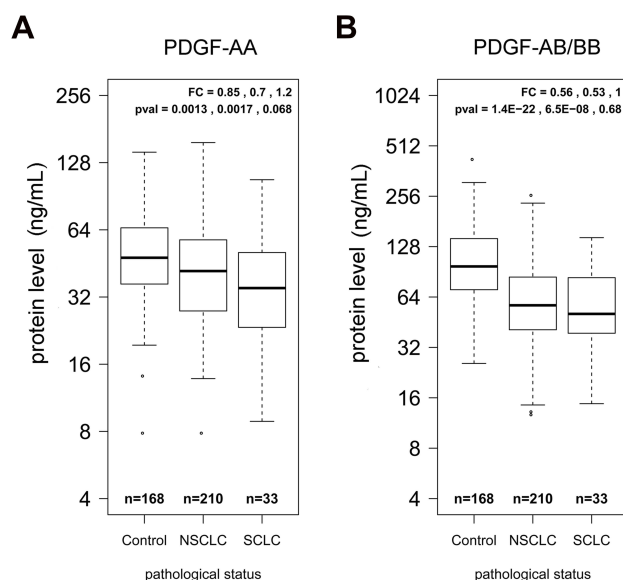 A
PDGF-AA
FC = 0.85 , 0.7 , 1.2
pval = 0.0013 , 0.0017 , 0.068
256
128
64
32
16
8
4
protein level (ng/mL)
n=168 n=210 n=33
Control NSCLC SCLC
pathological status
B
PDGF-AB/BB
FC = 0.56 , 0.53 , 1
pval = 1.4E−22 , 6.5E−08 , 0.68
1024
512
256
128
64
32
16
8
4
protein level (ng/mL)
n=168 n=210 n=33
Control NSCLC SCLC
pathological status